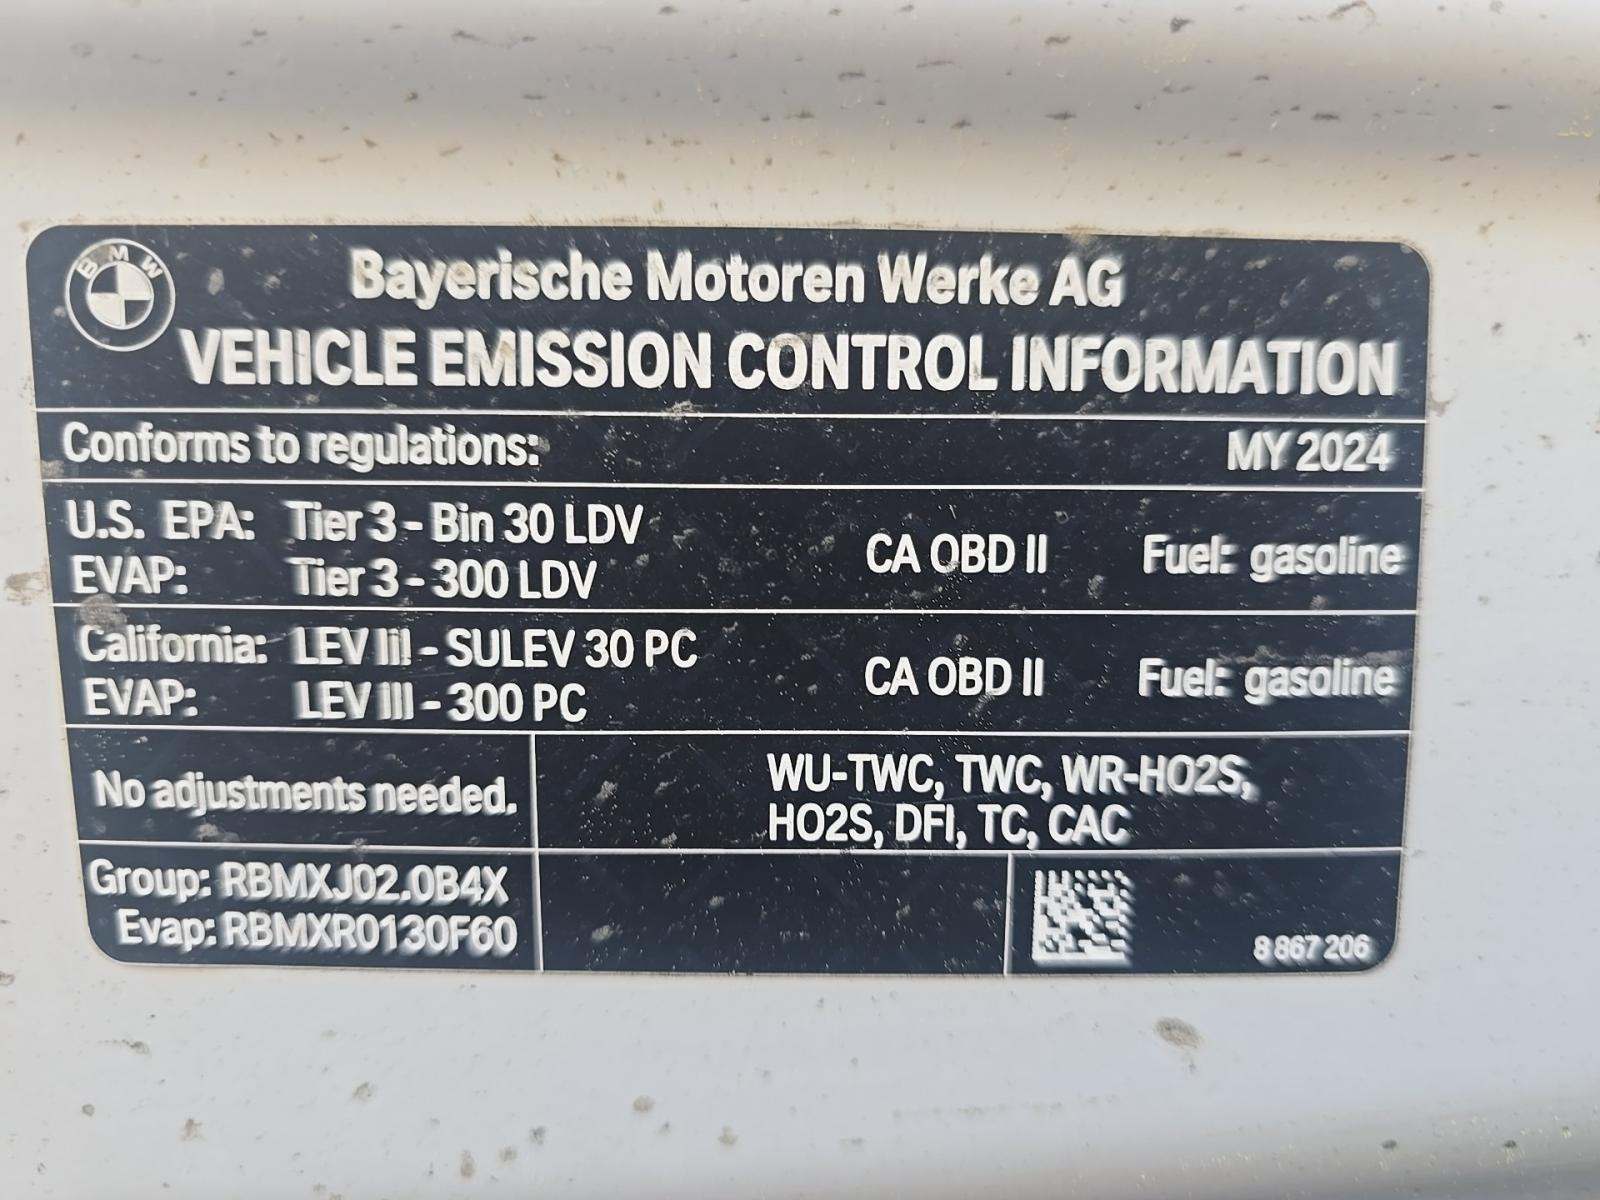 BMW
Bayerische Motoren Werke AG
VEHICLE EMISSION CONTROL INFORMATION
Conforms to regulations: MY 2024
U.S. EPA: Tier 3 - Bin 30 LDV
EVAP: Tier 3 - 300 LDV
CA OBD II Fuel: gasoline
California: LEV III - SULEV 30 PC
EVAP: LEV III - 300 PC
CA OBD II Fuel: gasoline
No adjustments needed.
WU-TWC, TWC, WR-HO2S,
HO2S, DFI, TC, CAC
Group: RBMXJ02.0B4X
Evap: RBMXR0130F60
8 867 206